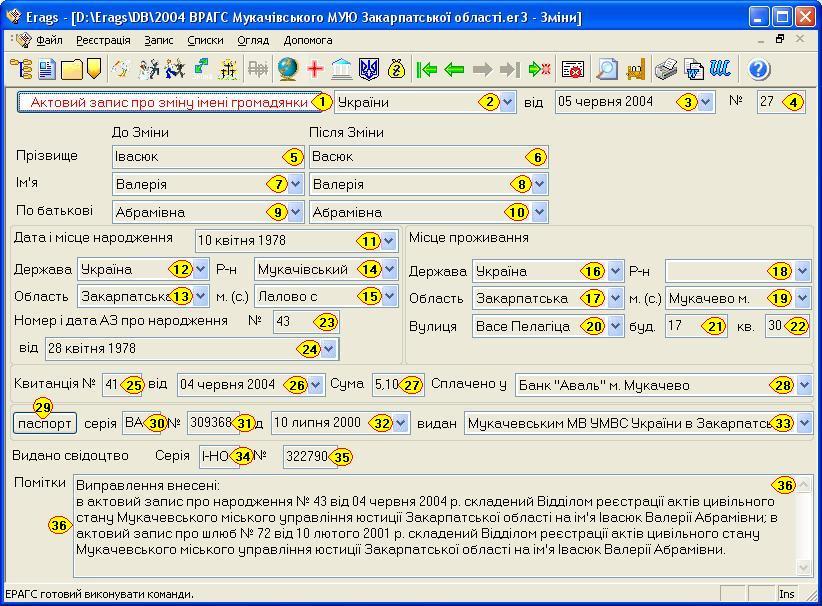 Erags - [D:\Erags\DB\2004 ВРАГС Мукачівського МУЮ Закарпатської області.er3 - Зміни]
Файл Реєстрація Запис Списки Огляд Допомога
Актовий запис про зміну імені громадянки 1 України 2 від 05 червня 2004 3 № 27 4
До Зміни Після Зміни
Прізвище Івасюк 5 Васюк 6
Ім'я Валерія 7 Валерія 8
По батькові Абрамівна 9 Абрамівна 10
Дата і місце народження 10 квітня 1978 11 Місце проживання
Держава Україна 12 Р-н Мукачівський 14 Держава Україна 16 Р-н 18
Область Закарпатська 13 м. (с.) Лалово с 15 Область Закарпатська 17 м. (с.) Мукачево м. 19
Номер і дата АЗ про народження № 43 23 Вулиця Васе Пелагіца 20 буд. 17 21 кв. 30 22
від 28 квітня 1978 24
Квитанція № 41 25 від 04 червня 2004 26 Сума 5,10 27 Сплачено у Банк "Аваль" м. Мукачево 28
29
паспорт серія ВА 30 № 309368 31 д 10 липня 2000 32 видан Мукачевським МВ УМВС України в Закарпатсь 33
Видано свідоцтво Серія І-НО 34 № 322790 35
Помітки Виправлення внесені: 36
в актовий запис про народження № 43 від 04 червня 2004 р. складений Відділом реєстрації актів цивільного
36 стану Мукачевського міського управління юстиції Закарпатської області на ім'я Івасюк Валерії Абрамівни; в
актовий запис про шлюб № 72 від 10 лютого 2001 р. складений Відділом реєстрації актів цивільного стану
Мукачевського міського управління юстиції Закарпатської області на ім'я Івасюк Валерії Абрамівни.
ЕРАГС готовий виконувати команди. Ins